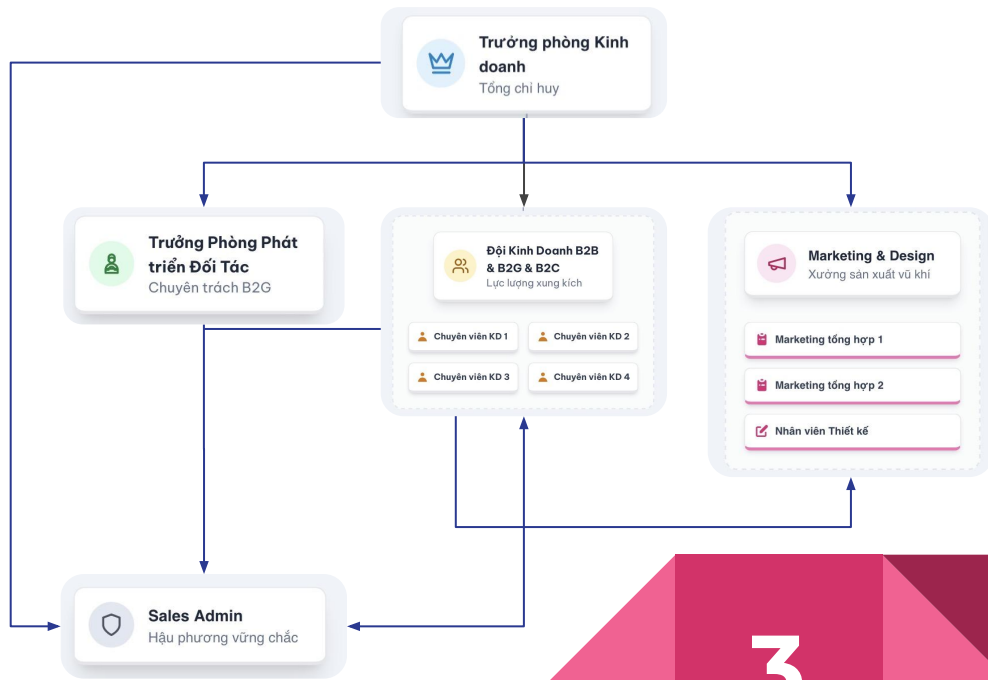 Trưởng phòng Kinh
doanh
Tổng chỉ huy
Trưởng Phòng Phát
triển Đối Tác
Chuyên trách B2G
Đội Kinh Doanh B2B
& B2G & B2C
Lực lượng xung kích
Chuyên viên KD 1
Chuyên viên KD 2
Chuyên viên KD 3
Chuyên viên KD 4
Marketing & Design
Xưởng sản xuất vũ khí
Marketing tổng hợp 1
Marketing tổng hợp 2
Nhân viên Thiết kế
Sales Admin
Hậu phương vững chắc
3